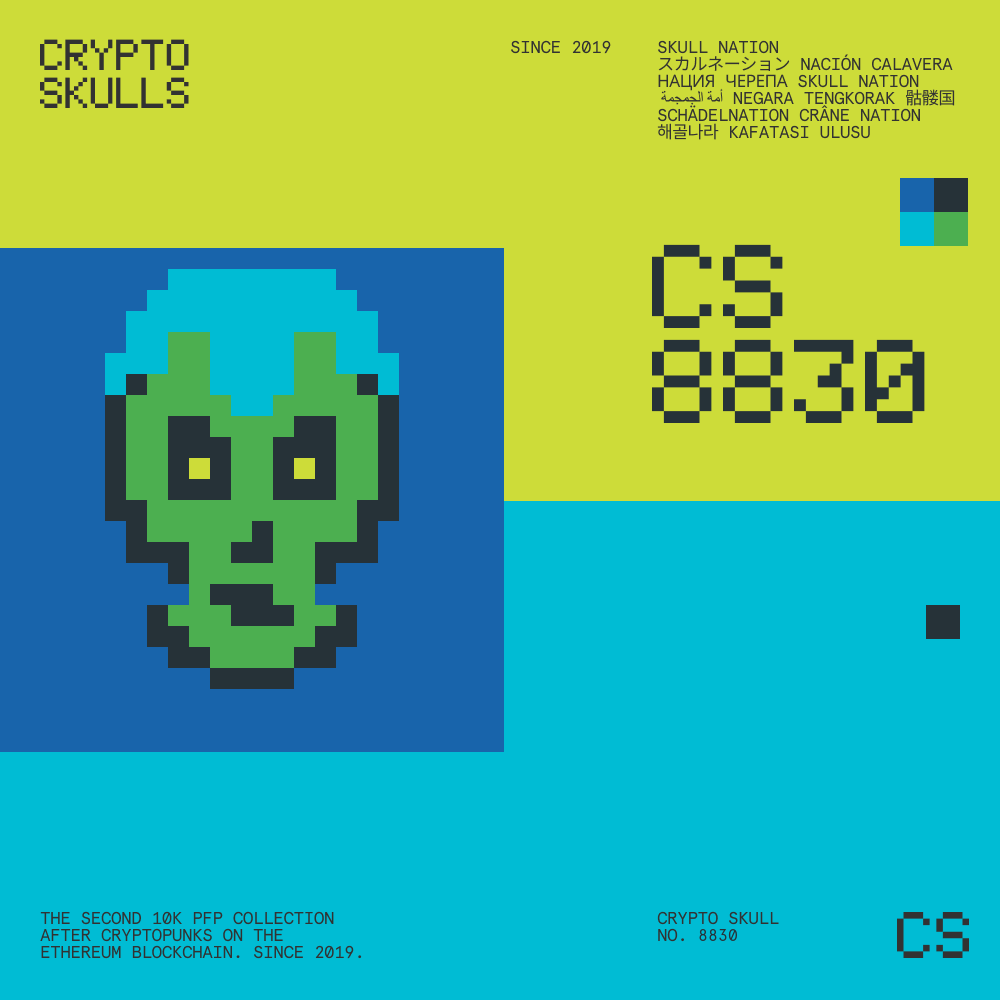 CRYPTO
SKULLS
SINCE 2019
SKULL NATION
スカルネーション NACIÓN CALAVERA
НАЦИЯ ЧЕРЕПА SKULL NATION
أمة الجمجمة NEGARA TENGKORAK 骷髅国
SCHÄDELNATION CRÂNE NATION
해골나라 KAFATASI ULUSU
CS
8830
THE SECOND 10K PFP COLLECTION
AFTER CRYPTOPUNKS ON THE
ETHEREUM BLOCKCHAIN. SINCE 2019.
CRYPTO SKULL
NO. 8830
CS